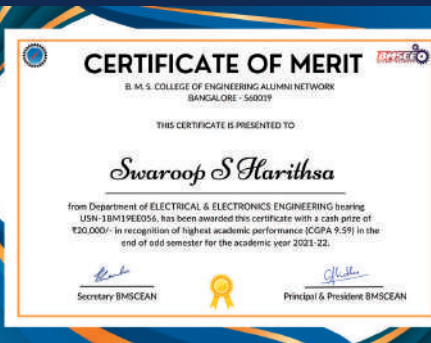 BMSCEE
CERTIFICATE OF MERIT
B. M. S. COLLEGE OF ENGINEERING ALUMNI NETWORK
BANGALORE - 560019
THIS CERTIFICATE IS PRESENTED TO
Swaroop S Harithsa
from Department of ELECTRICAL & ELECTRONICS ENGINEERING bearing
USN-1BM19EE056, has been awarded this certificate with a cash prize of
₹20,000/- in recognition of highest academic performance (CGPA 9.59) in the
end of odd semester for the academic year 2021-22.
Secretary BMSCEAN
Principal & President BMSCEAN